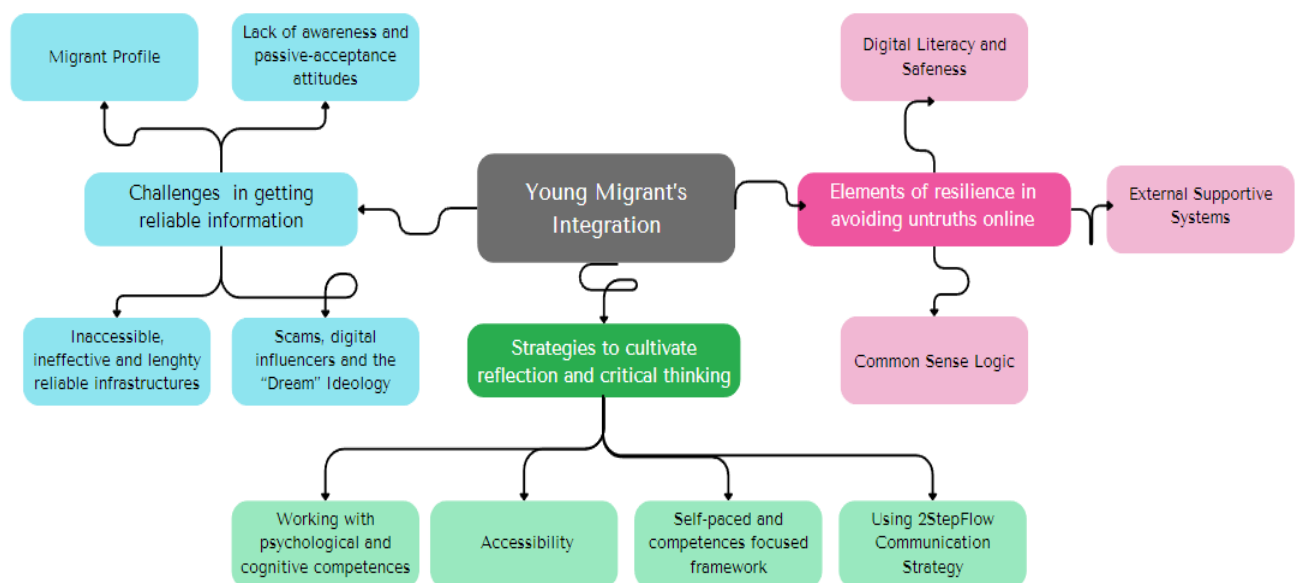 Migrant Profile
Lack of awareness and
passive-acceptance
attitudes
Digital Literacy and
Safeness
Challenges in getting
reliable information
Young Migrant's
Integration
Elements of resilience in
avoiding untruths online
External Supportive
Systems
Inaccessible,
ineffective and lenghty
reliable infrastructures
Scams, digital
influencers and the
“Dream” Ideology
Strategies to cultivate
reflection and critical thinking
Common Sense Logic
Working with
psychological and
cognitive competences
Accessibility
Self-paced and
competences focused
framework
Using 2StepFlow
Communication
Strategy